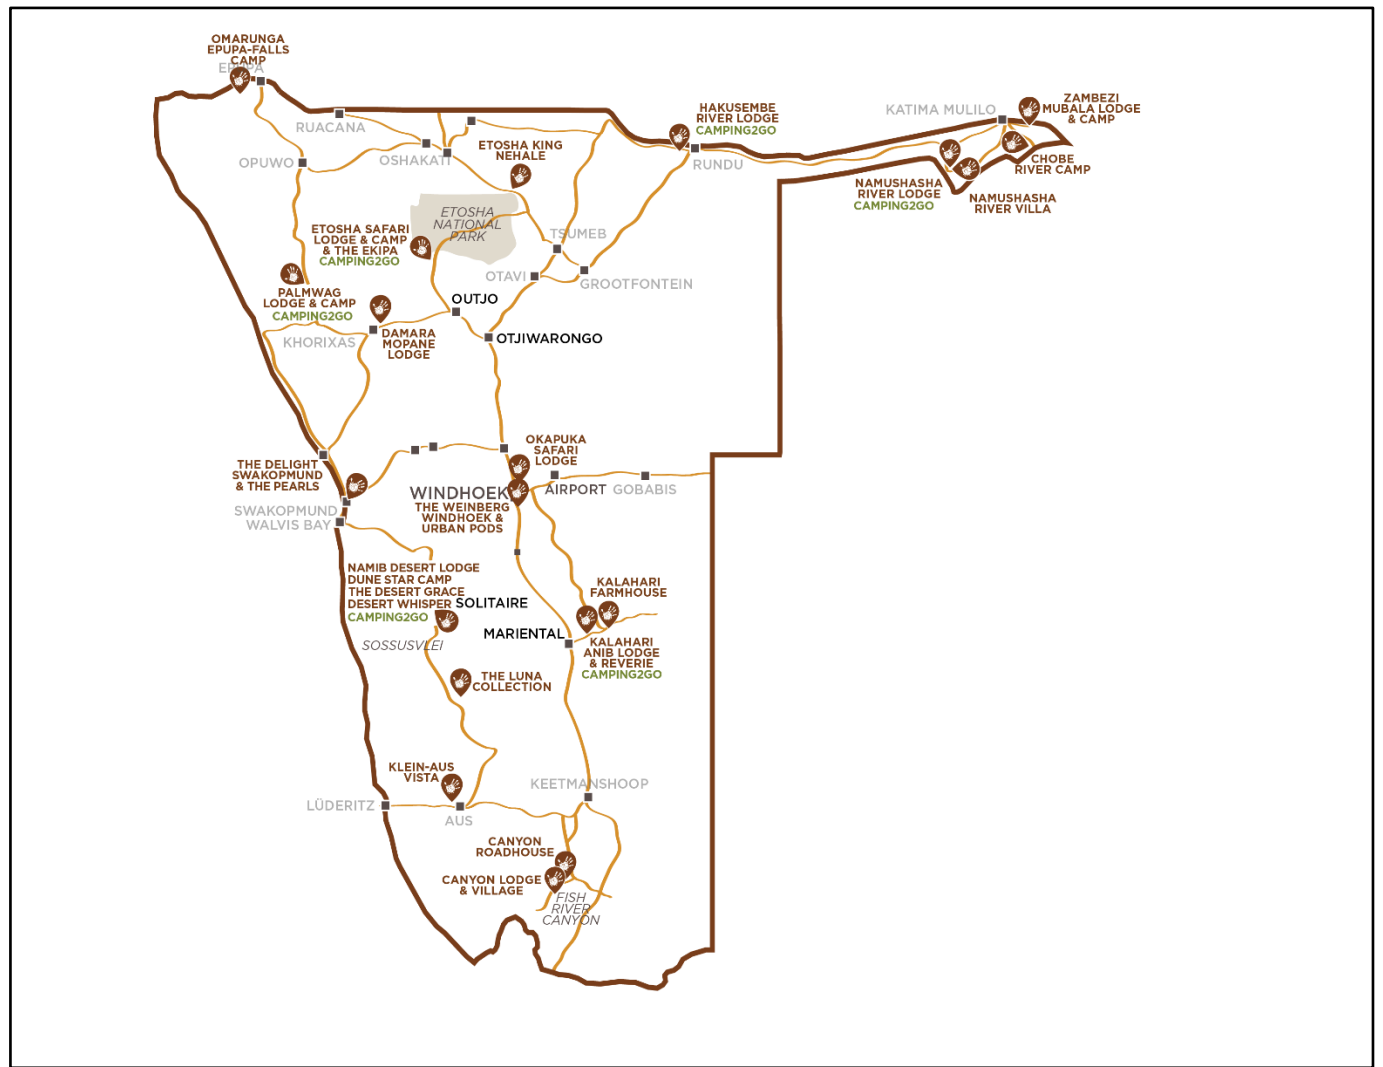 OMARUNGA
EPUPA-FALLS
CAMP
EPUPA
RUACANA
OPUWO
OSHAKATI
ETOSHA KING
NEHALE
HAKUSEMBE
RIVER LODGE
CAMPING2GO
RUNDU
KATIMA MULILO
ZAMBEZI
MUBALA LODGE
& CAMP
CHOBE
RIVER CAMP
NAMUSHASHA
RIVER LODGE
CAMPING2GO
NAMUSHASHA
RIVER VILLA
ETOSHA
NATIONAL
PARK
ETOSHA SAFARI
LODGE & CAMP
& THE EKIPA
CAMPING2GO
TSUMEB
OTAVI
GROOTFONTEIN
PALMWAG
LODGE & CAMP
CAMPING2GO
OUTJO
KHORIXAS
DAMARA
MOPANE
LODGE
OTJIWARONGO
OKAPUKA
SAFARI
LODGE
THE DELIGHT
SWAKOPMUND
& THE PEARLS
WINDHOEK
THE WEINBERG
WINDHOEK &
URBAN PODS
AIRPORT
GOBABIS
SWAKOPMUND
WALVIS BAY
NAMIB DESERT LODGE
DUNE STAR CAMP
THE DESERT GRACE
DESERT WHISPER
CAMPING2GO
SOLITAIRE
SOSSUSVLEI
KALAHARI
FARMHOUSE
MARIENTAL
KALAHARI
ANIB LODGE
& REVERIE
CAMPING2GO
THE LUNA
COLLECTION
KLEIN-AUS
VISTA
KEETMANSHOOP
LÜDERITZ
AUS
CANYON
ROADHOUSE
CANYON LODGE
& VILLAGE
FISH
RIVER
CANYON